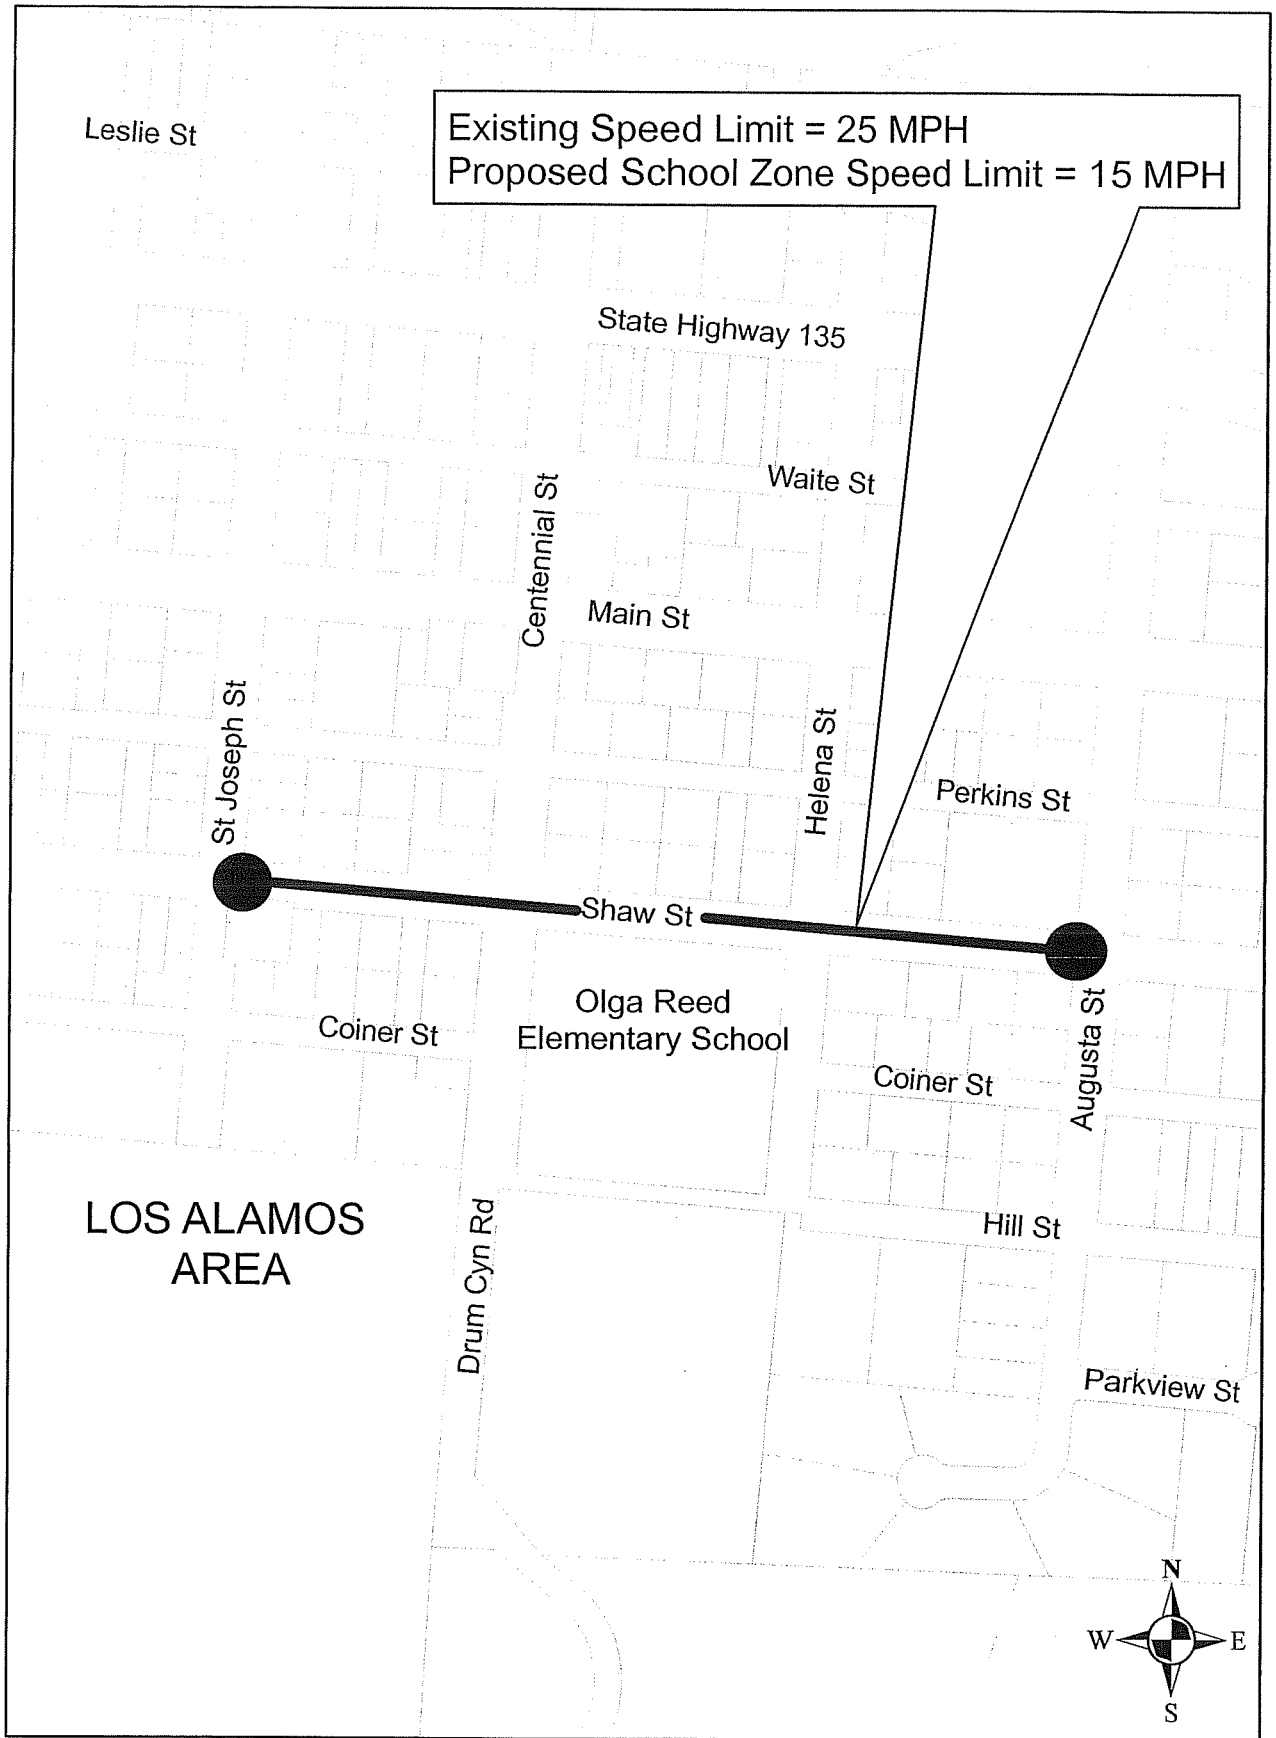 Leslie St
Existing Speed Limit = 25 MPH
Proposed School Zone Speed Limit = 15 MPH
State Highway 135
Waite St
Centennial St
Main St
St Joseph St
Helena St
Perkins St
Shaw St
Olga Reed
Elementary School
Coiner St
Augusta St
Coiner St
LOS ALAMOS
AREA
Drum Cyn Rd
Hill St
Parkview St
N
W
E
S